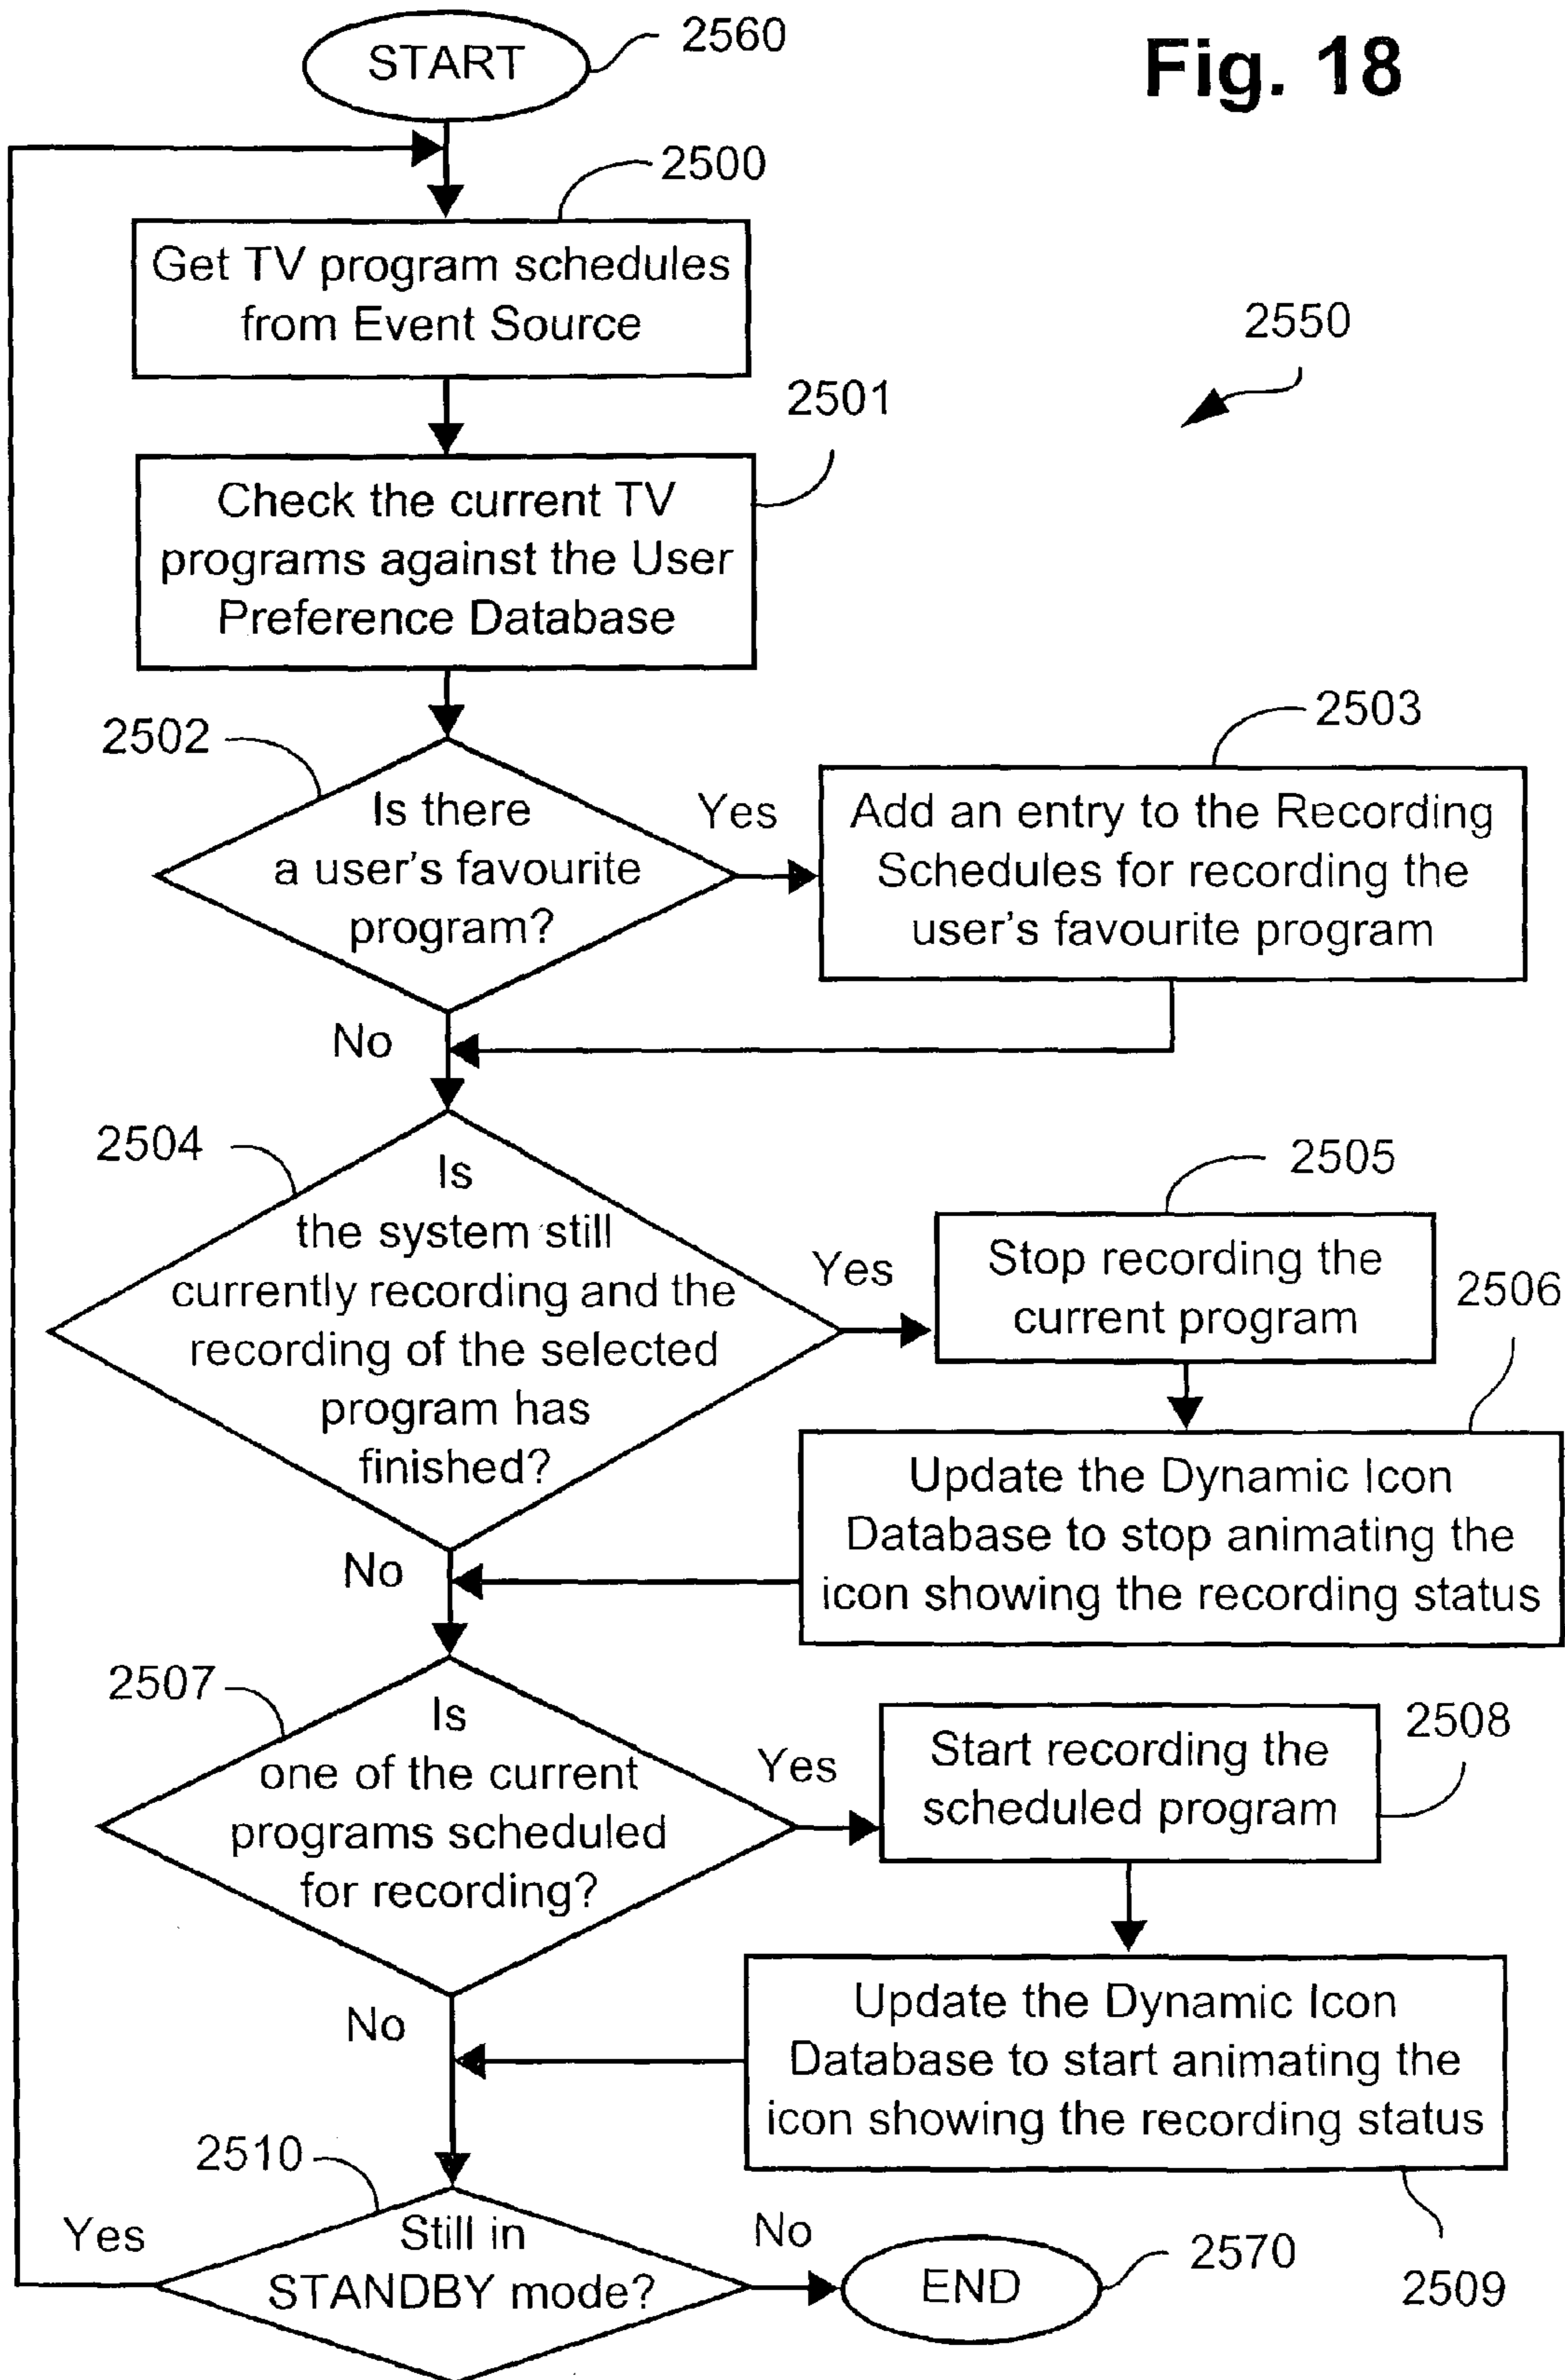 Fig. 18
START
2560
2500
Get TV program schedules
from Event Source
2550
2501
Check the current TV
programs against the User
Preference Database
2502
Is there
a user's favourite
program?
Yes
2503
Add an entry to the Recording
Schedules for recording the
user's favourite program
No
2504
Is
the system still
currently recording and the
recording of the selected
program has
finished?
Yes
2505
Stop recording the
current program
2506
Update the Dynamic Icon
Database to stop animating the
icon showing the recording status
No
2507
Is
one of the current
programs scheduled
for recording?
Yes
2508
Start recording the
scheduled program
No
Update the Dynamic Icon
Database to start animating the
icon showing the recording status
2509
2510
Yes
Still in
STANDBY mode?
No
END
2570